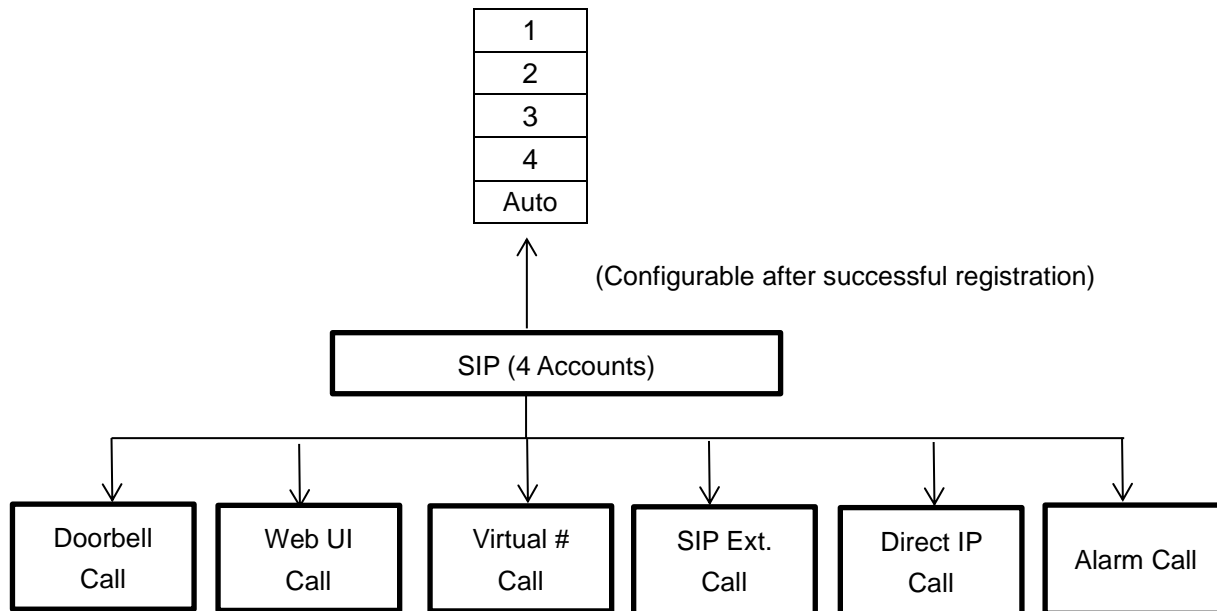 1
2
3
4
Auto
(Configurable after successful registration)
SIP (4 Accounts)
Doorbell
Call
Web UI
Call
Virtual #
Call
SIP Ext.
Call
Direct IP
Call
Alarm Call